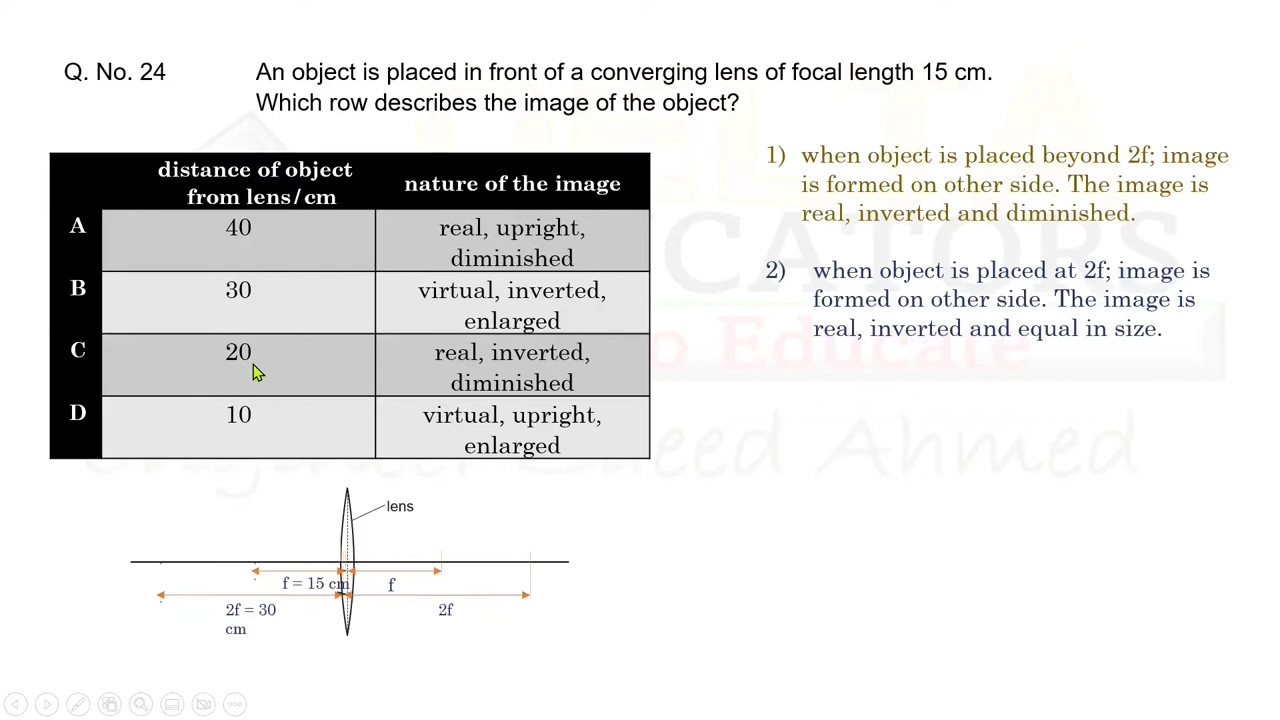 Q. No. 24
An object is placed in front of a converging lens of focal length 15 cm.
Which row describes the image of the object?
distance of object
from lens/cm
nature of the image
A
40
real, upright,
diminished
B
30
virtual, inverted,
enlarged
C
20
real, inverted,
diminished
D
10
virtual, upright,
enlarged
1) when object is placed beyond 2f; image
is formed on other side. The image is
real, inverted and diminished.
2) when object is placed at 2f; image is
formed on other side. The image is
real, inverted and equal in size.
lens
f = 15 cm
f
2f = 30
cm
2f